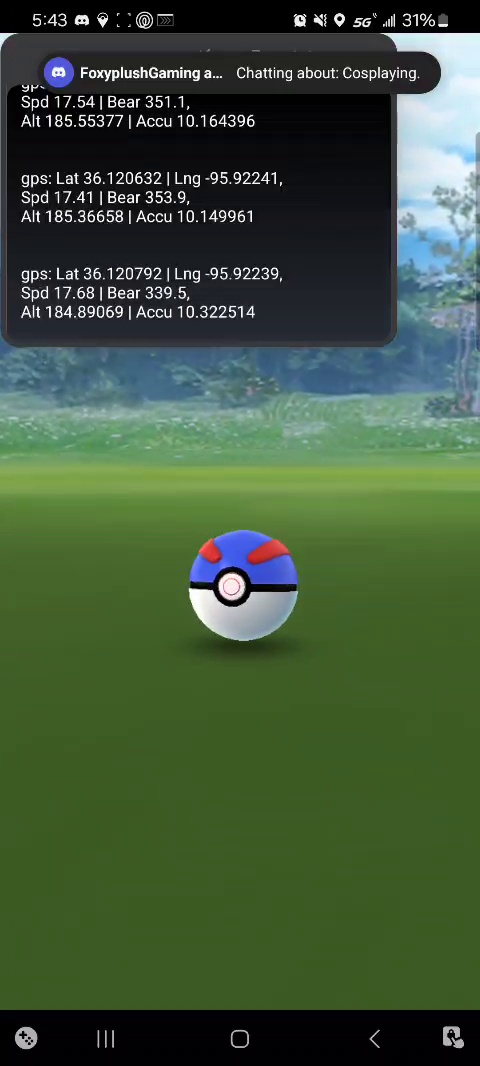 5:43
5G
31%
FoxyplushGaming a... Chatting about: Cosplaying.
Spd 17.54 | Bear 351.1,
Alt 185.55377 | Accu 10.164396
gps: Lat 36.120632 | Lng -95.92241,
Spd 17.41 | Bear 353.9,
Alt 185.36658 | Accu 10.149961
gps: Lat 36.120792 | Lng -95.92239,
Spd 17.68 | Bear 339.5,
Alt 184.89069 | Accu 10.322514